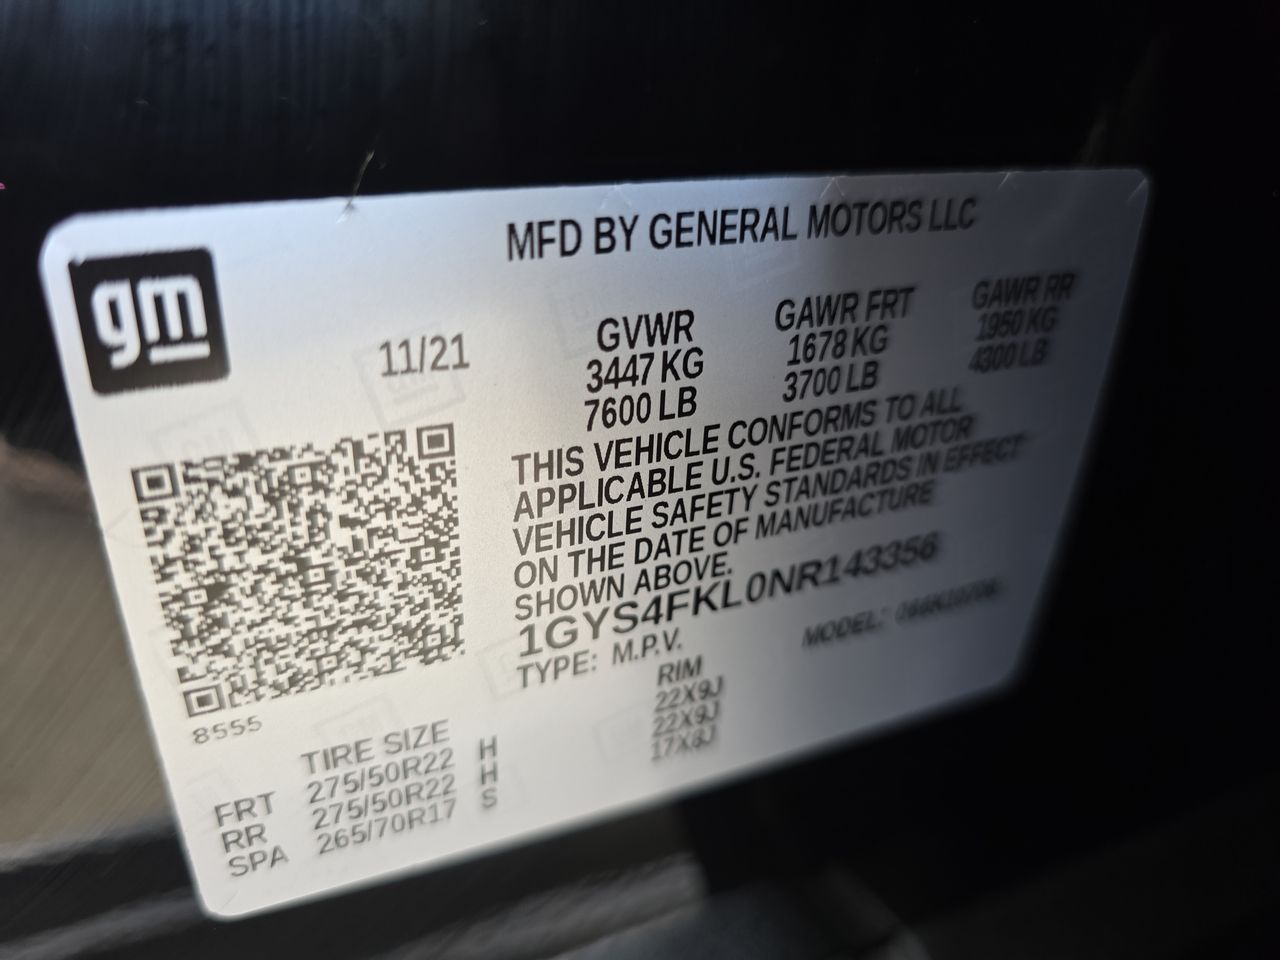 gm
MFD BY GENERAL MOTORS LLC
11/21
GVWR GAWR FRT GAWR RR
3447 KG 1678 KG 1950 KG
7600 LB 3700 LB 4300 LB
THIS VEHICLE CONFORMS TO ALL
APPLICABLE U.S. FEDERAL MOTOR
VEHICLE SAFETY STANDARDS IN EFFECT
ON THE DATE OF MANUFACTURE
SHOWN ABOVE.
1GYS4FKL0NR143356
TYPE: M.P.V. MODEL:
8555
TIRE SIZE RIM
FRT 275/50R22 H 22X9J
RR 275/50R22 H 22X9J
SPA 265/70R17 S 17X8J